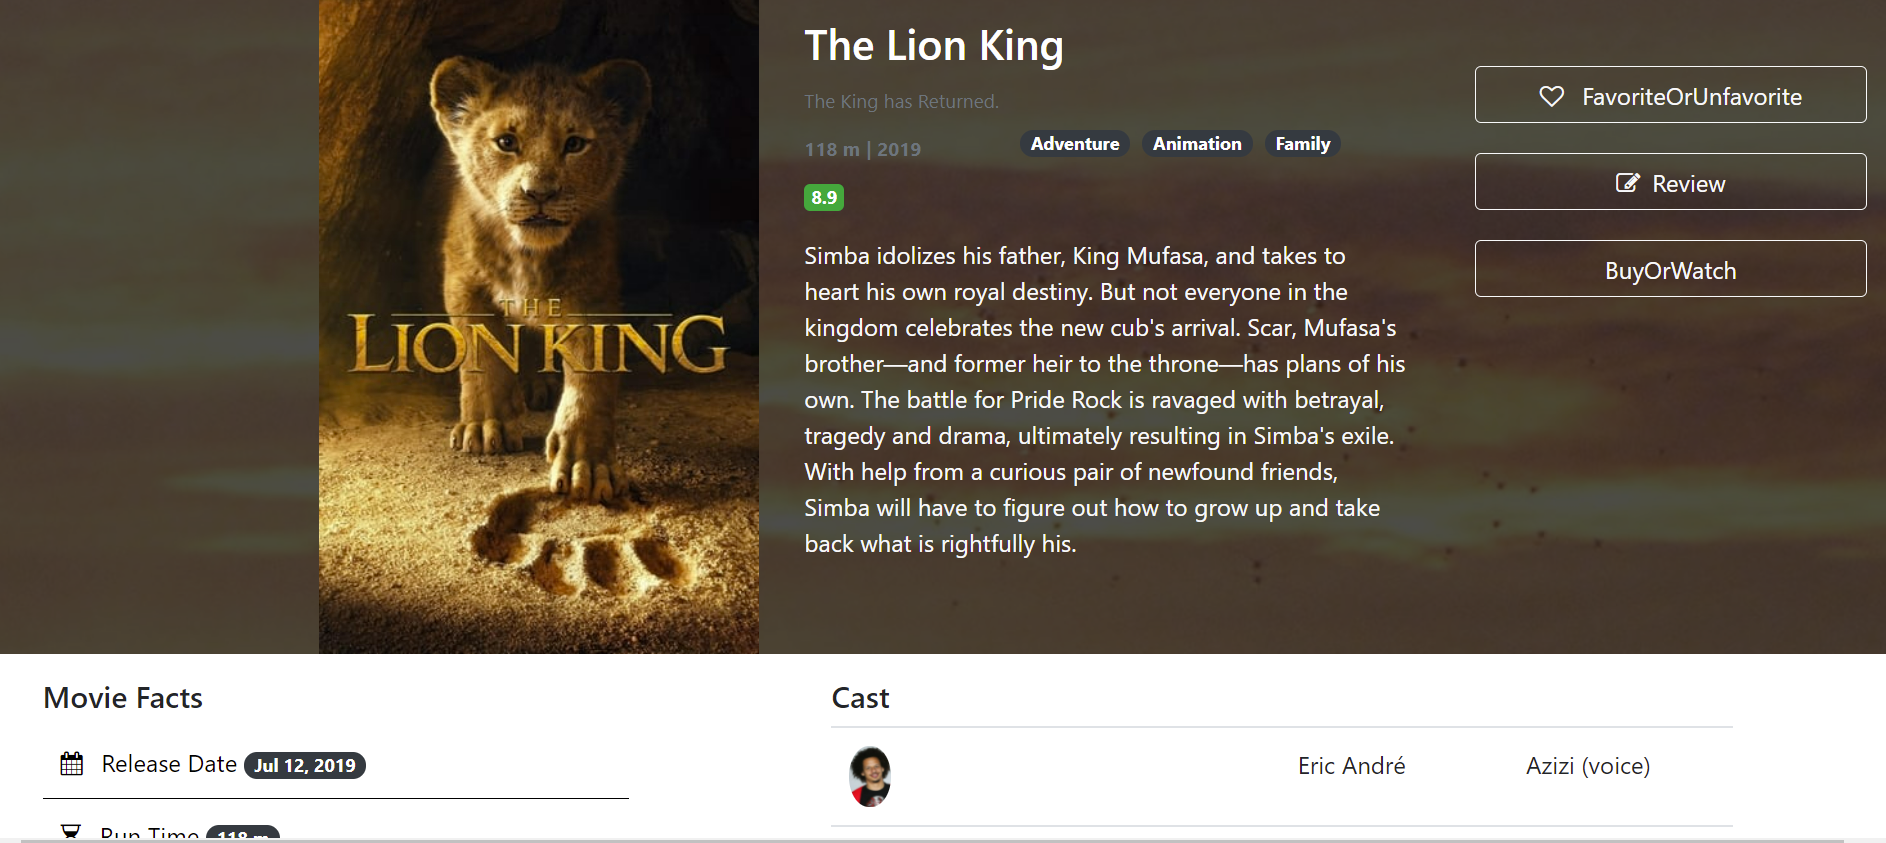 THE
LION KING
The Lion King
The King has Returned.
118 m | 2019
Adventure Animation Family
8.9
Simba idolizes his father, King Mufasa, and takes to
heart his own royal destiny. But not everyone in the
kingdom celebrates the new cub's arrival. Scar, Mufasa's
brother—and former heir to the throne—has plans of his
own. The battle for Pride Rock is ravaged with betrayal,
tragedy and drama, ultimately resulting in Simba's exile.
With help from a curious pair of newfound friends,
Simba will have to figure out how to grow up and take
back what is rightfully his.
FavoriteOrUnfavorite
Review
BuyOrWatch
Movie Facts
Release Date Jul 12, 2019
Run Time 118 m
Cast
Eric André Azizi (voice)